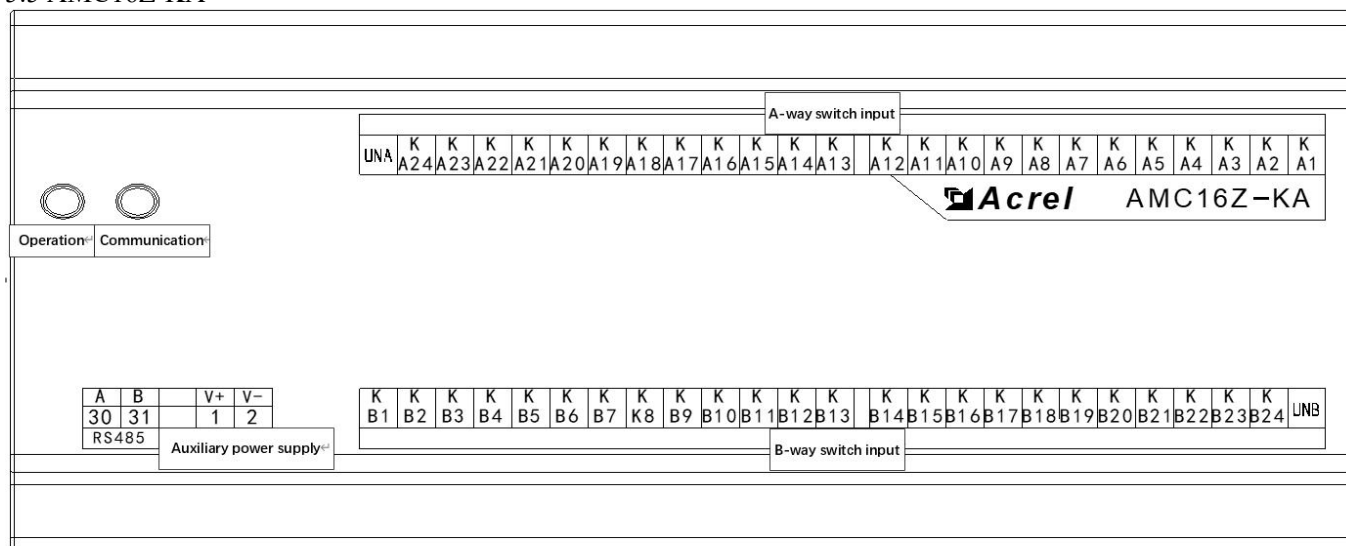 A-way switch input
UNA K A24 K A23 K A22 K A21 K A20 K A19 K A18 K A17 K A16 K A15 K A14 K A13 K A12 K A11 K A10 K A9 K A8 K A7 K A6 K A5 K A4 K A3 K A2 K A1
Acrel AMC16Z-KA
Operation Communication
A B V+ V-
30 31 1 2
RS485
Auxiliary power supply
K B1 K B2 K B3 K B4 K B5 K B6 K B7 K K8 K B9 K B10 K B11 K B12 K B13 K B14 K B15 K B16 K B17 K B18 K B19 K B20 K B21 K B22 K B23 K B24 UNB
B-way switch input